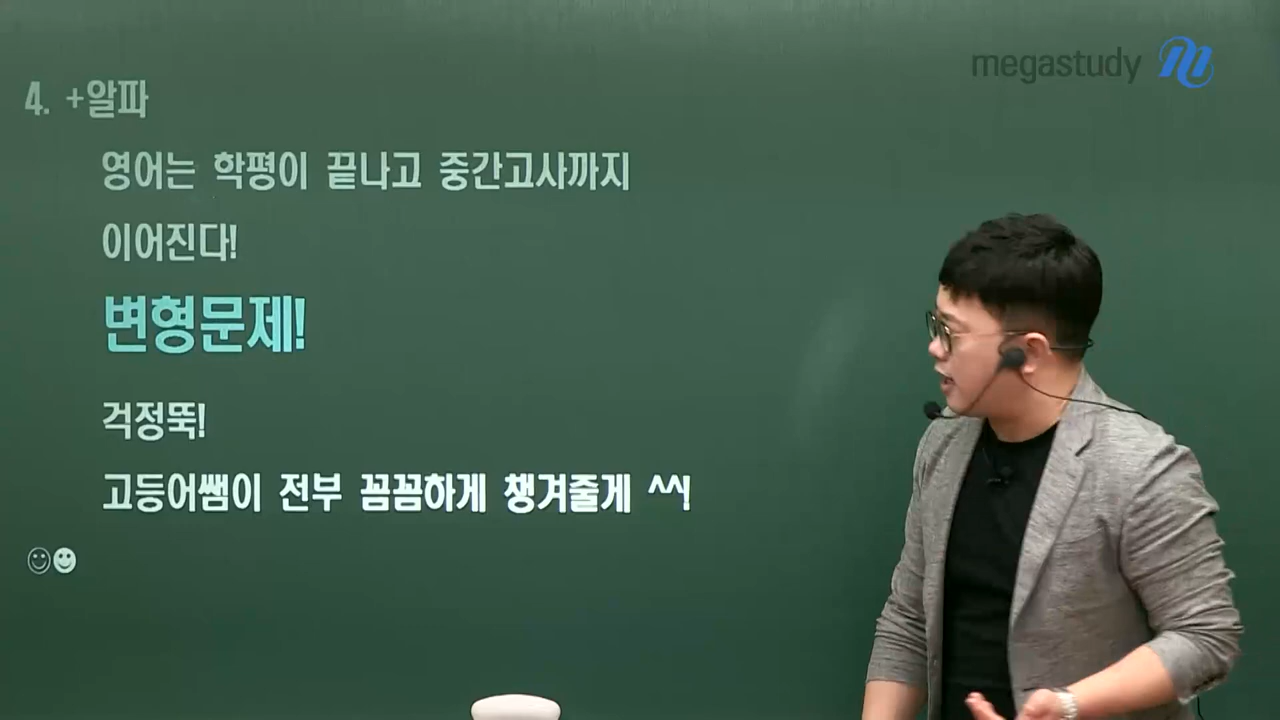 megastudy
4. +알파
영어는 학평이 끝나고 중간고사까지
이어진다!
변형문제!
걱정뚝!
고등어쌤이 전부 꼼꼼하게 챙겨줄게 ^^!